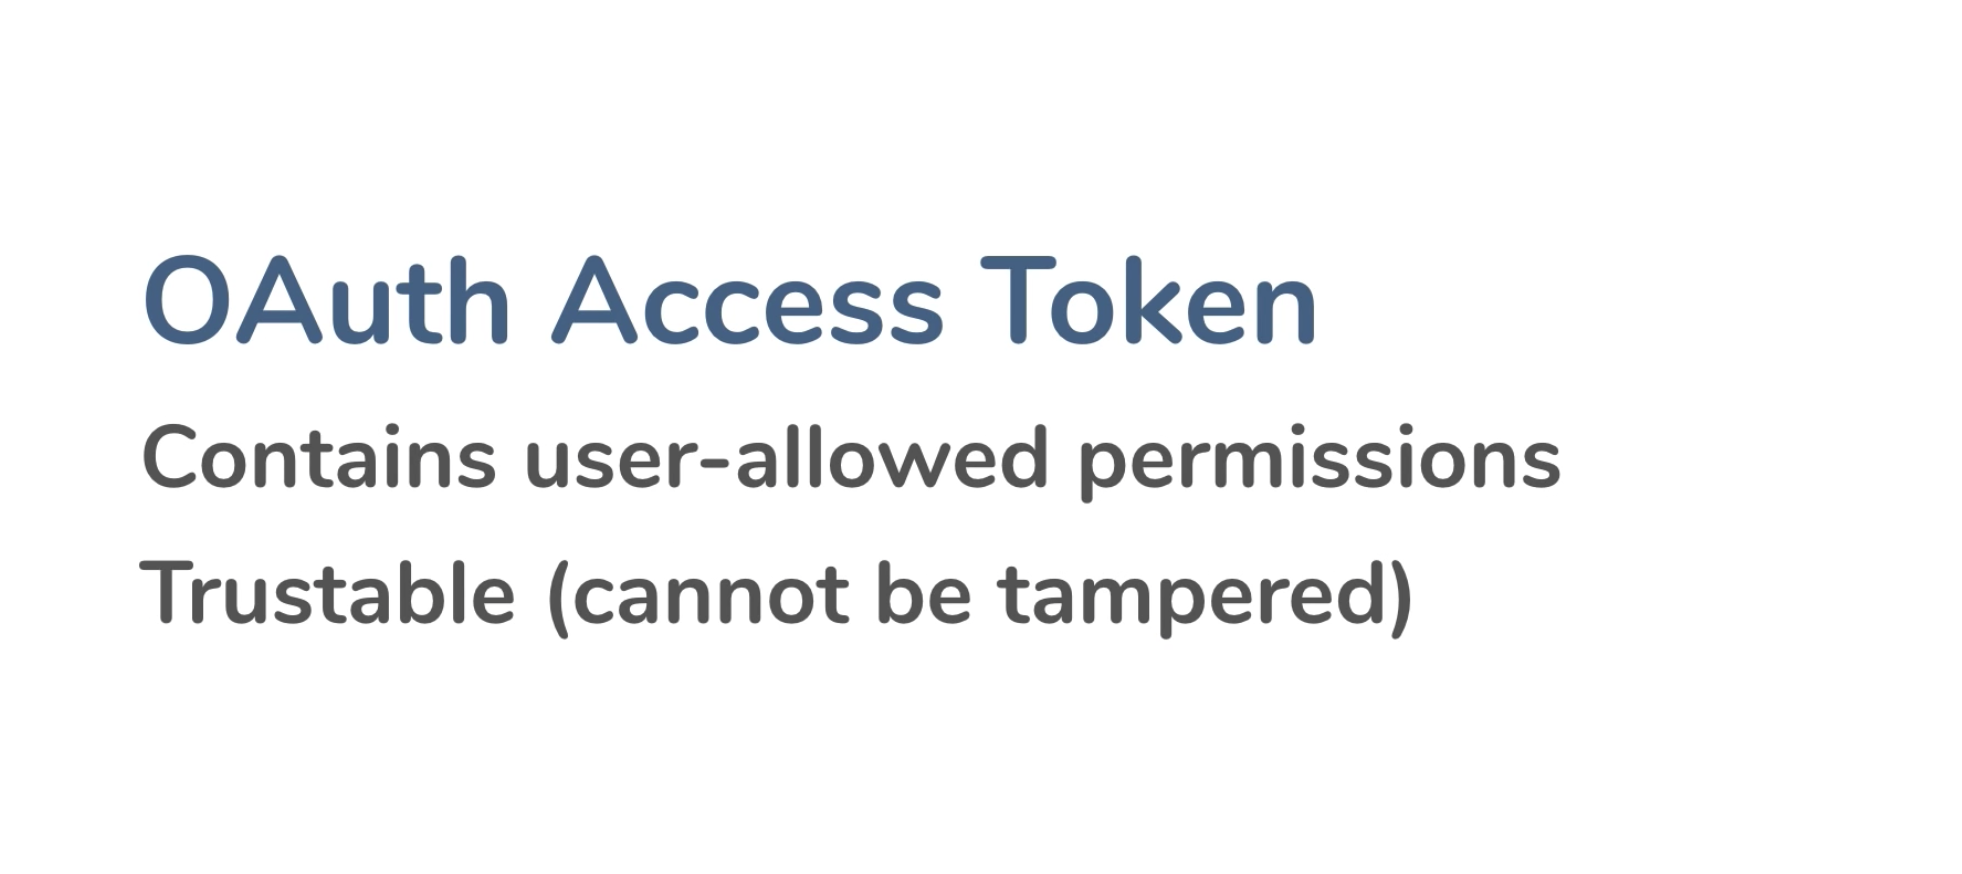 OAuth Access Token
Contains user-allowed permissions
Trustable (cannot be tampered)